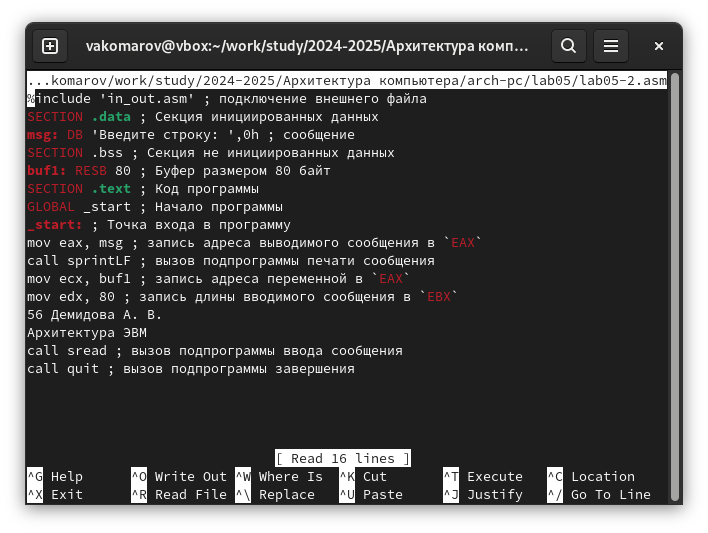 vakomarov@vbox:~/work/study/2024-2025/Архитектура комп…
...komarov/work/study/2024-2025/Архитектура компьютера/arch-pc/lab05/lab05-2.asm
%include 'in_out.asm' ; подключение внешнего файла
SECTION .data ; Секция инициированных данных
msg: DB 'Введите строку: ',0h ; сообщение
SECTION .bss ; Секция не инициированных данных
buf1: RESB 80 ; Буфер размером 80 байт
SECTION .text ; Код программы
GLOBAL _start ; Начало программы
_start: ; Точка входа в программу
mov eax, msg ; запись адреса выводимого сообщения в `EAX`
call sprintLF ; вызов подпрограммы печати сообщения
mov ecx, buf1 ; запись адреса переменной в `EAX`
mov edx, 80 ; запись длины вводимого сообщения в `EBX`
56 Демидова А. В.
Архитектура ЭВМ
call sread ; вызов подпрограммы ввода сообщения
call quit ; вызов подпрограммы завершения
[ Read 16 lines ]
^G Help ^O Write Out ^W Where Is ^K Cut ^T Execute ^C Location
^X Exit ^R Read File ^\ Replace ^U Paste ^J Justify ^/ Go To Line